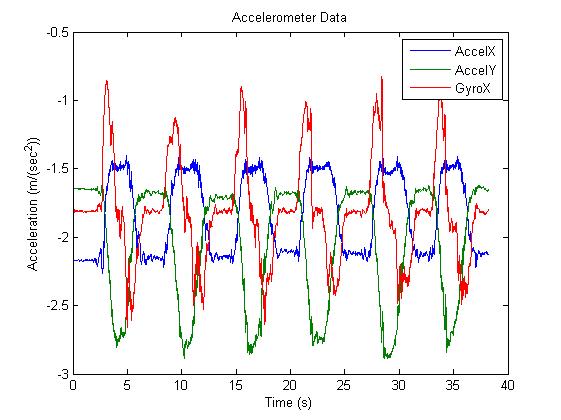 Accelerometer Data
AccelX
AccelY
GyroX
Acceleration (m/(sec²))
-0.5
-1
-1.5
-2
-2.5
-3
0 5 10 15 20 25 30 35 40
Time (s)